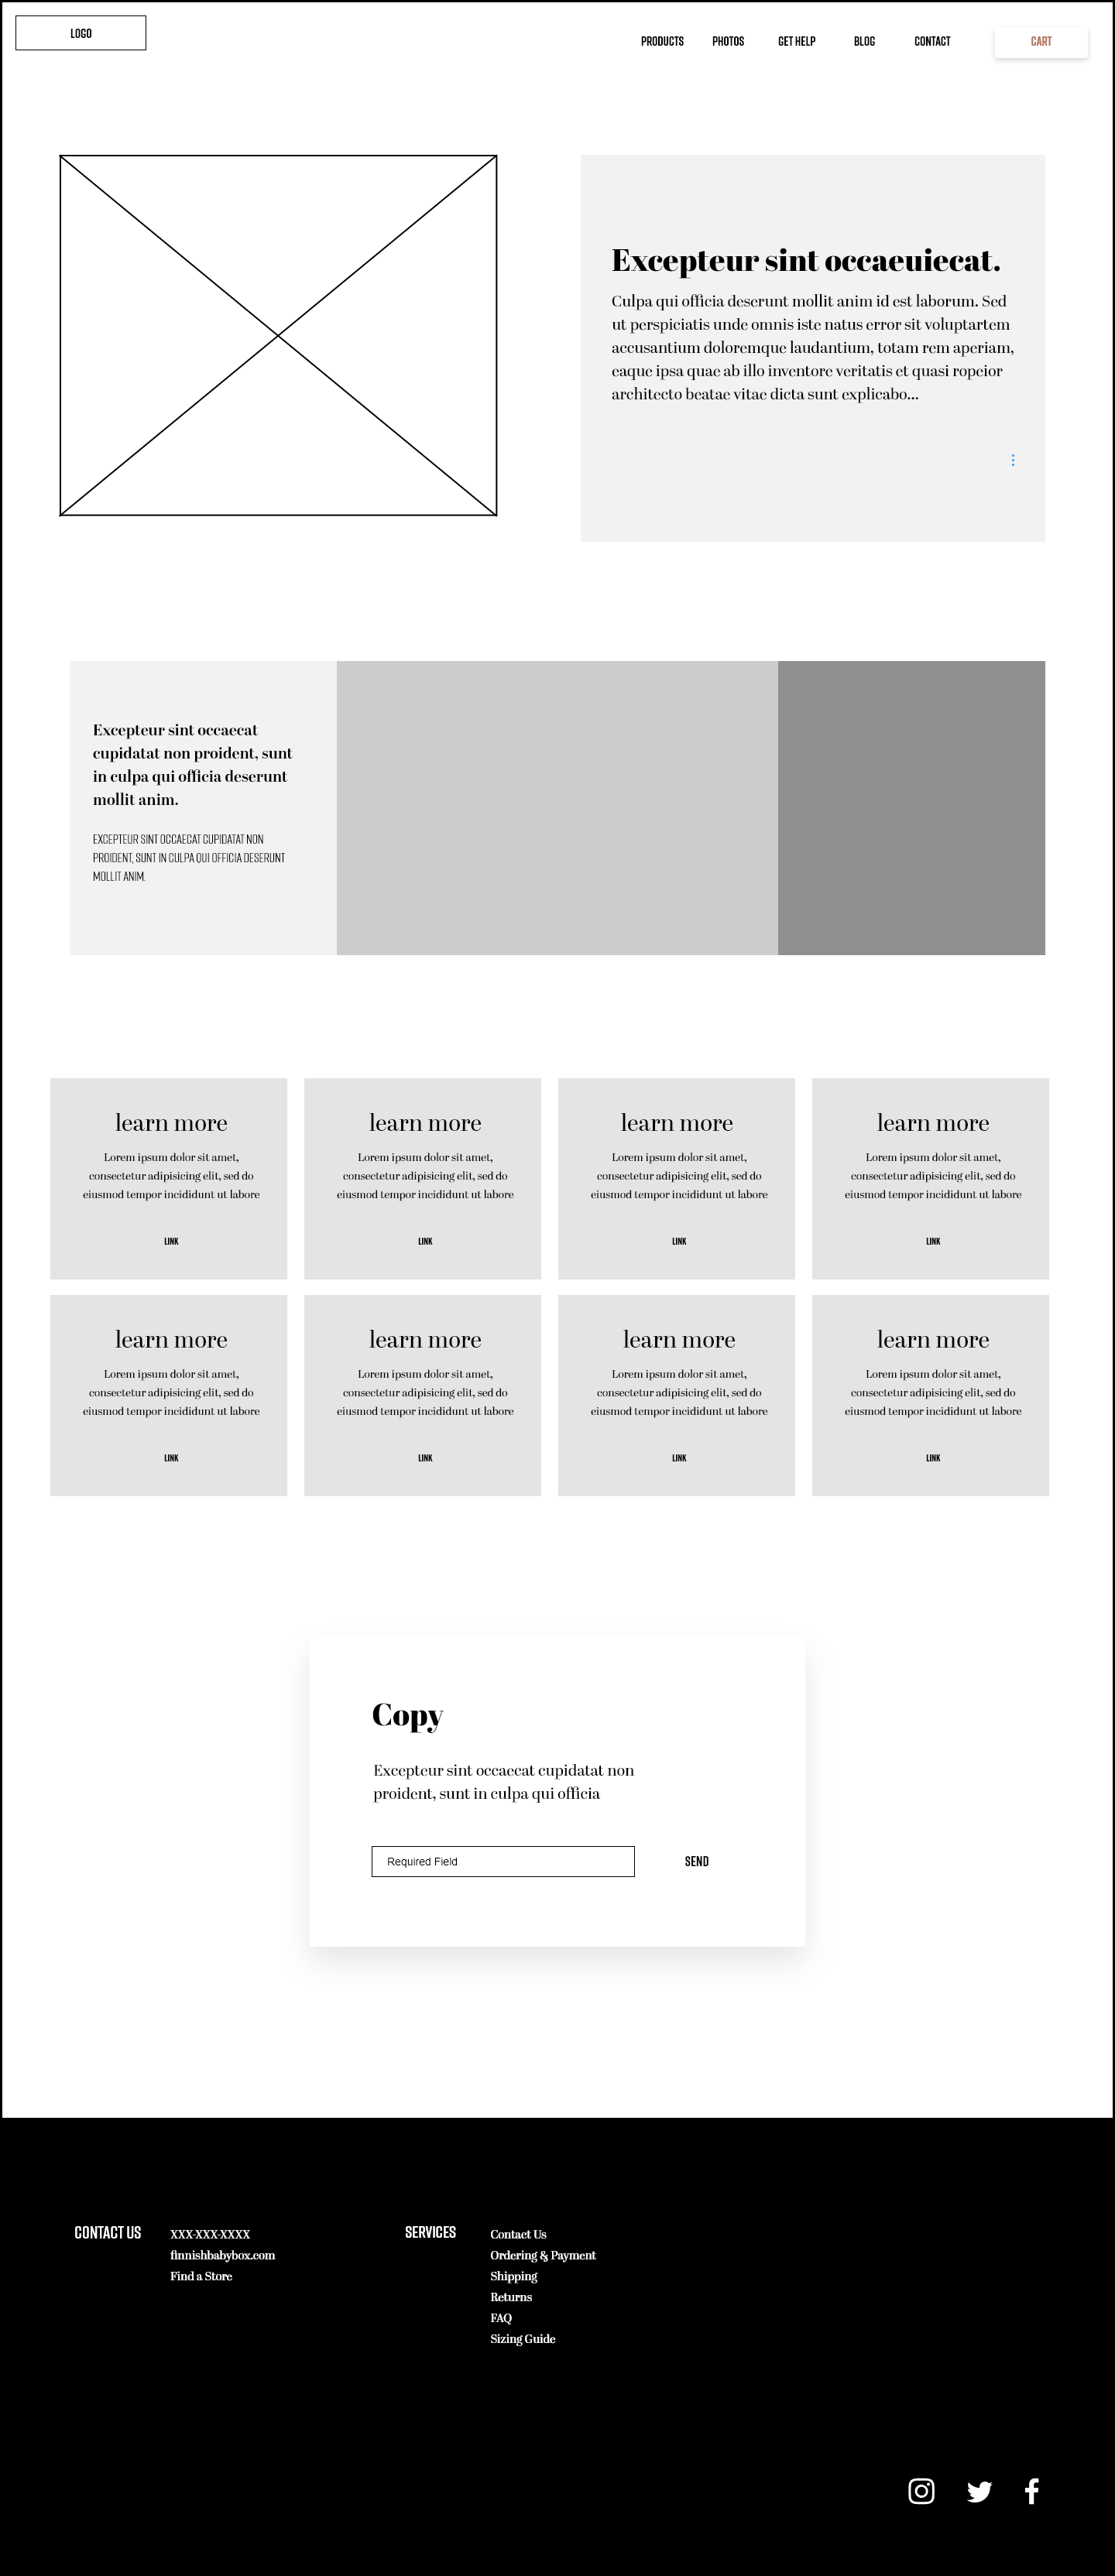 LOGO
PRODUCTS
PHOTOS
GET HELP
BLOG
CONTACT
CART
Excepteur sint occaeuiecat.
Culpa qui officia deserunt mollit anim id est laborum. Sed
ut perspiciatis unde omnis iste natus error sit voluptartem
accusantium doloremque laudantium, totam rem aperiam,
eaque ipsa quae ab illo inventore veritatis et quasi ropeior
architecto beatae vitae dicta sunt explicabo...
Excepteur sint occaecat
cupidatat non proident, sunt
in culpa qui officia deserunt
mollit anim.
EXCEPTEUR SINT OCCAECAT CUPIDATAT NON
PROIDENT, SUNT IN CULPA QUI OFFICIA DESERUNT
MOLLIT ANIM.
learn more
Lorem ipsum dolor sit amet,
consectetur adipisicing elit, sed do
eiusmod tempor incididunt ut labore
LINK
learn more
Lorem ipsum dolor sit amet,
consectetur adipisicing elit, sed do
eiusmod tempor incididunt ut labore
LINK
learn more
Lorem ipsum dolor sit amet,
consectetur adipisicing elit, sed do
eiusmod tempor incididunt ut labore
LINK
learn more
Lorem ipsum dolor sit amet,
consectetur adipisicing elit, sed do
eiusmod tempor incididunt ut labore
LINK
learn more
Lorem ipsum dolor sit amet,
consectetur adipisicing elit, sed do
eiusmod tempor incididunt ut labore
LINK
learn more
Lorem ipsum dolor sit amet,
consectetur adipisicing elit, sed do
eiusmod tempor incididunt ut labore
LINK
learn more
Lorem ipsum dolor sit amet,
consectetur adipisicing elit, sed do
eiusmod tempor incididunt ut labore
LINK
learn more
Lorem ipsum dolor sit amet,
consectetur adipisicing elit, sed do
eiusmod tempor incididunt ut labore
LINK
Copy
Excepteur sint occaecat cupidatat non
proident, sunt in culpa qui officia
Required Field
SEND
CONTACT US
XXX-XXX-XXXX
finnishbabybox.com
Find a Store
SERVICES
Contact Us
Ordering & Payment
Shipping
Returns
FAQ
Sizing Guide